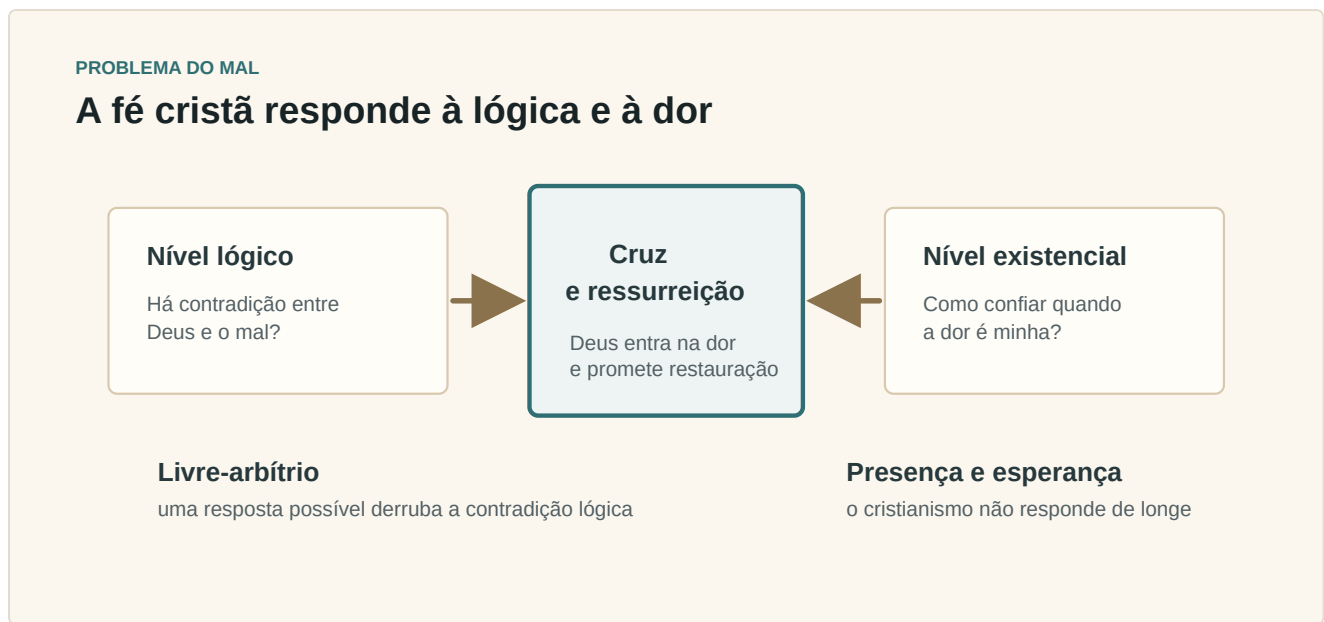 PROBLEMA DO MAL
A fé cristã responde à lógica e à dor
Nível lógico
Há contradição entre
Deus e o mal?
Cruz
e ressurreição
Deus entra na dor
e promete restauração
Nível existencial
Como confiar quando
a dor é minha?
Livre-arbítrio
uma resposta possível derruba a contradição lógica
Presença e esperança
o cristianismo não responde de longe